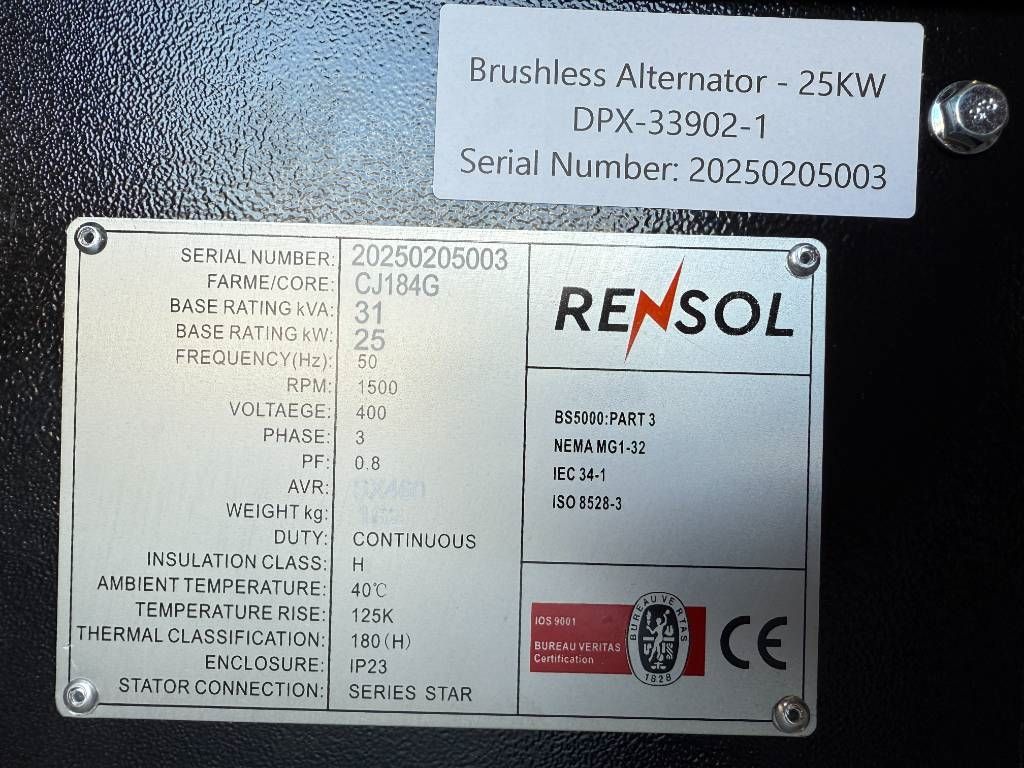 Brushless Alternator - 25KW
DPX-33902-1
Serial Number: 20250205003
SERIAL NUMBER: 20250205003
FARME/CORE: CJ184G
BASE RATING kVA: 31
BASE RATING kW: 25
FREQUENCY(Hz): 50
RPM: 1500
VOLTAEGE: 400
PHASE: 3
PF: 0.8
AVR: SX460
WEIGHT kg:
DUTY: CONTINUOUS
INSULATION CLASS: H
AMBIENT TEMPERATURE: 40℃
TEMPERATURE RISE: 125K
THERMAL CLASSIFICATION: 180(H)
ENCLOSURE: IP23
STATOR CONNECTION: SERIES STAR
RENSOL
BS5000:PART 3
NEMA MG1-32
IEC 34-1
ISO 8528-3
IOS 9001
BUREAU VERITAS
Certification
BUREAU VERITAS
1828
CE